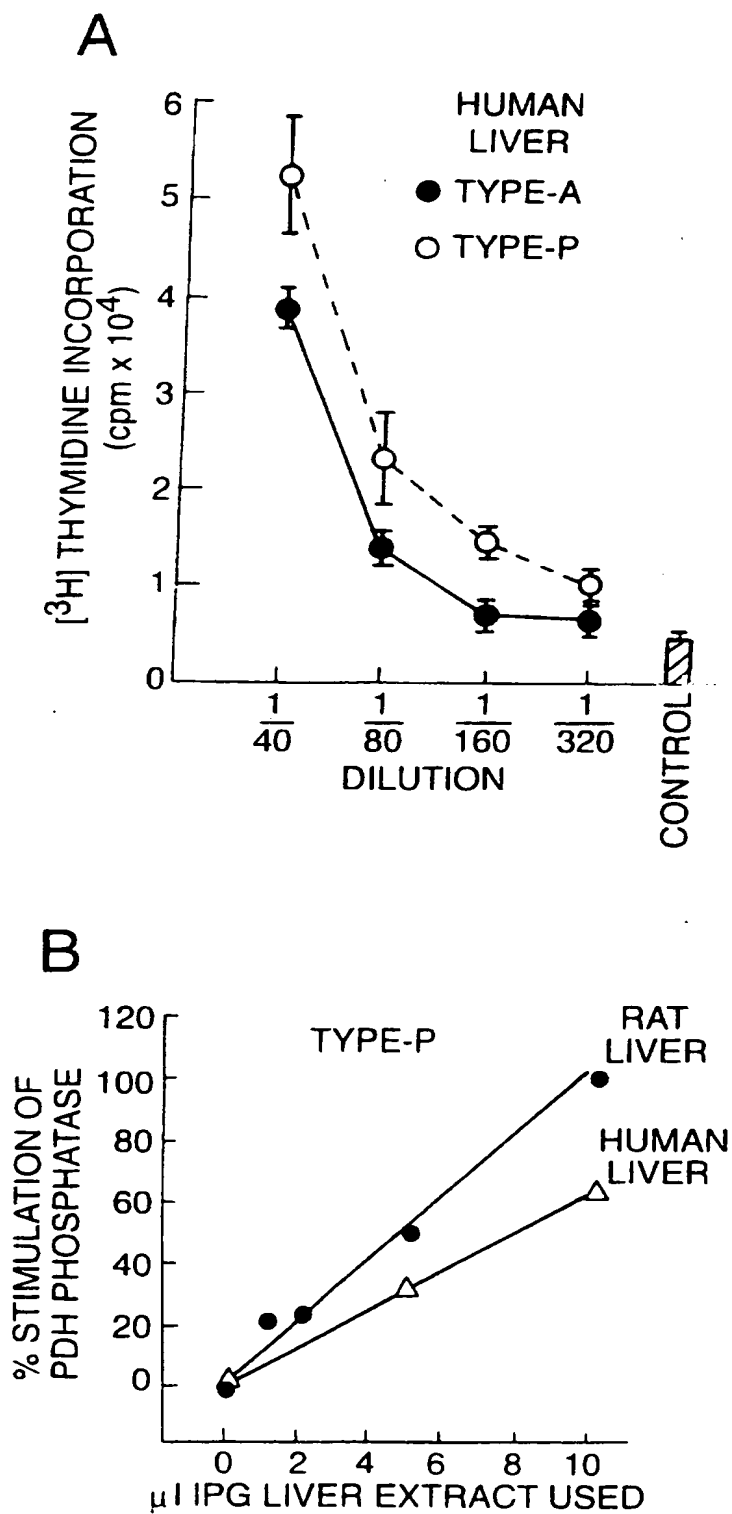 A
[³H] THYMIDINE INCORPORATION
(cpm x 10⁴)
6
5
4
3
2
1
0
HUMAN
LIVER
TYPE-A
TYPE-P
1/40
1/80
1/160
1/320
DILUTION
CONTROL
B
% STIMULATION OF
PDH PHOSPHATASE
120
100
80
60
40
20
0
TYPE-P
RAT
LIVER
HUMAN
LIVER
0 2 4 6 8 10
µl IPG LIVER EXTRACT USED